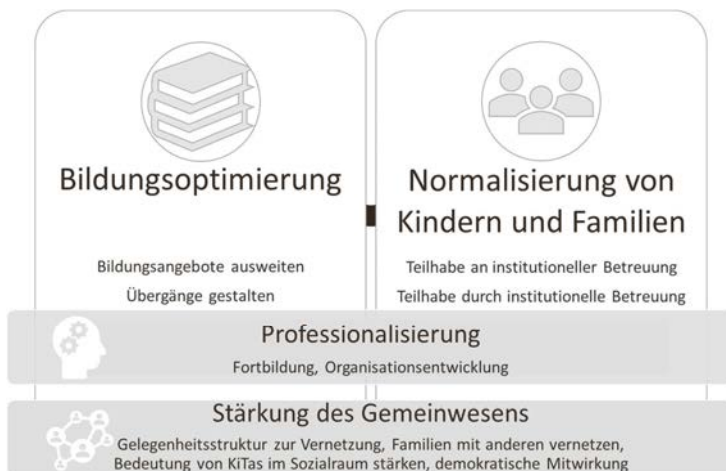 Bildungsoptimierung
Bildungsangebote ausweiten
Übergänge gestalten
Normalisierung von
Kindern und Familien
Teilhabe an institutioneller Betreuung
Teilhabe durch institutionelle Betreuung
Professionalisierung
Fortbildung, Organisationsentwicklung
Stärkung des Gemeinwesens
Gelegenheitsstruktur zur Vernetzung, Familien mit anderen vernetzen,
Bedeutung von KiTas im Sozialraum stärken, demokratische Mitwirkung